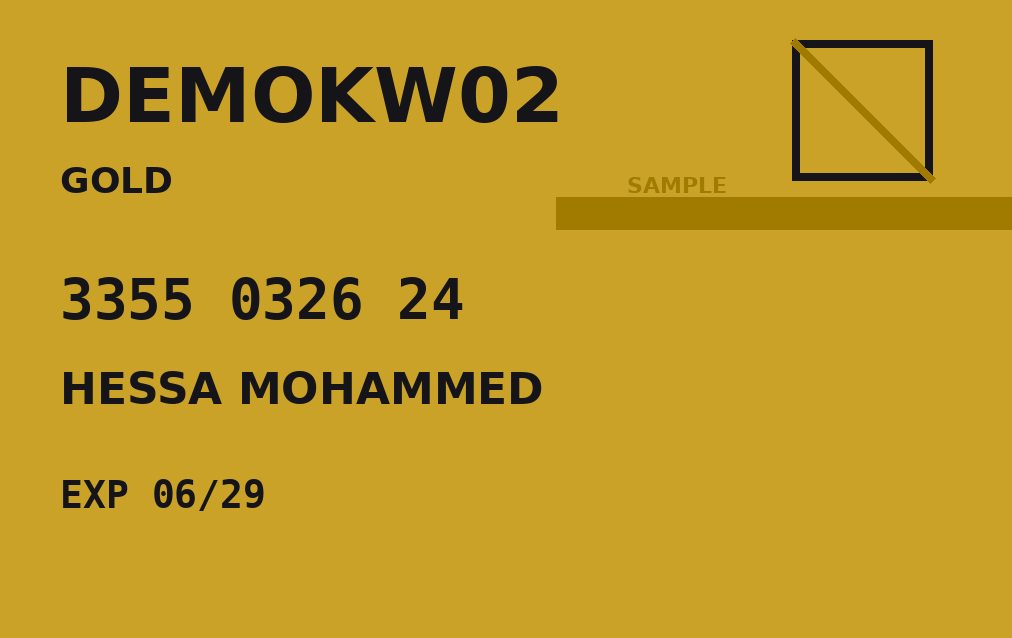 DEMOKW02
GOLD
SAMPLE
3355 0326 24
HESSA MOHAMMED
EXP 06/29